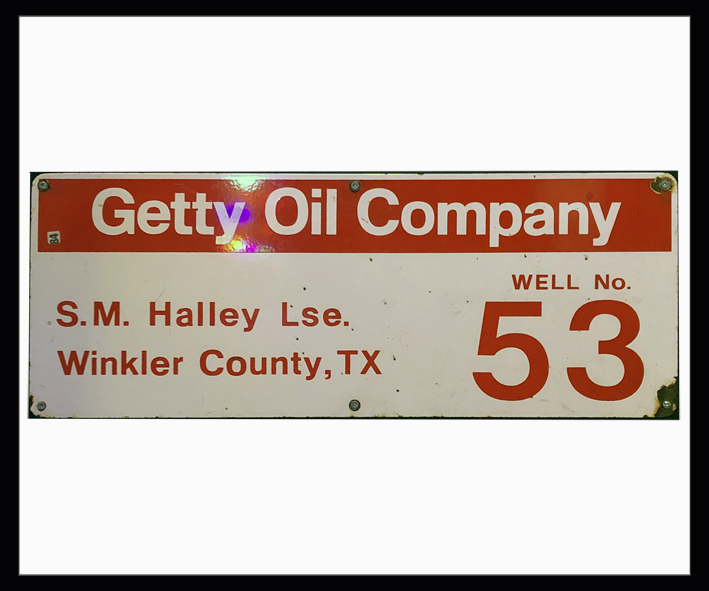 Getty Oil Company
WELL No.
S.M. Halley Lse.
53
Winkler County, TX